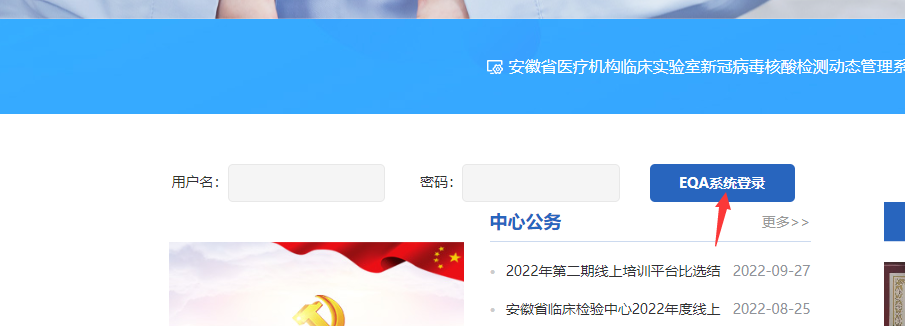 安徽省医疗机构临床实验室新冠病毒核酸检测动态管理系
用户名： 密码： EQA系统登录
中心公务 更多>>
2022年第二期线上培训平台比选结 2022-09-27
安徽省临床检验中心2022年度线上 2022-08-25